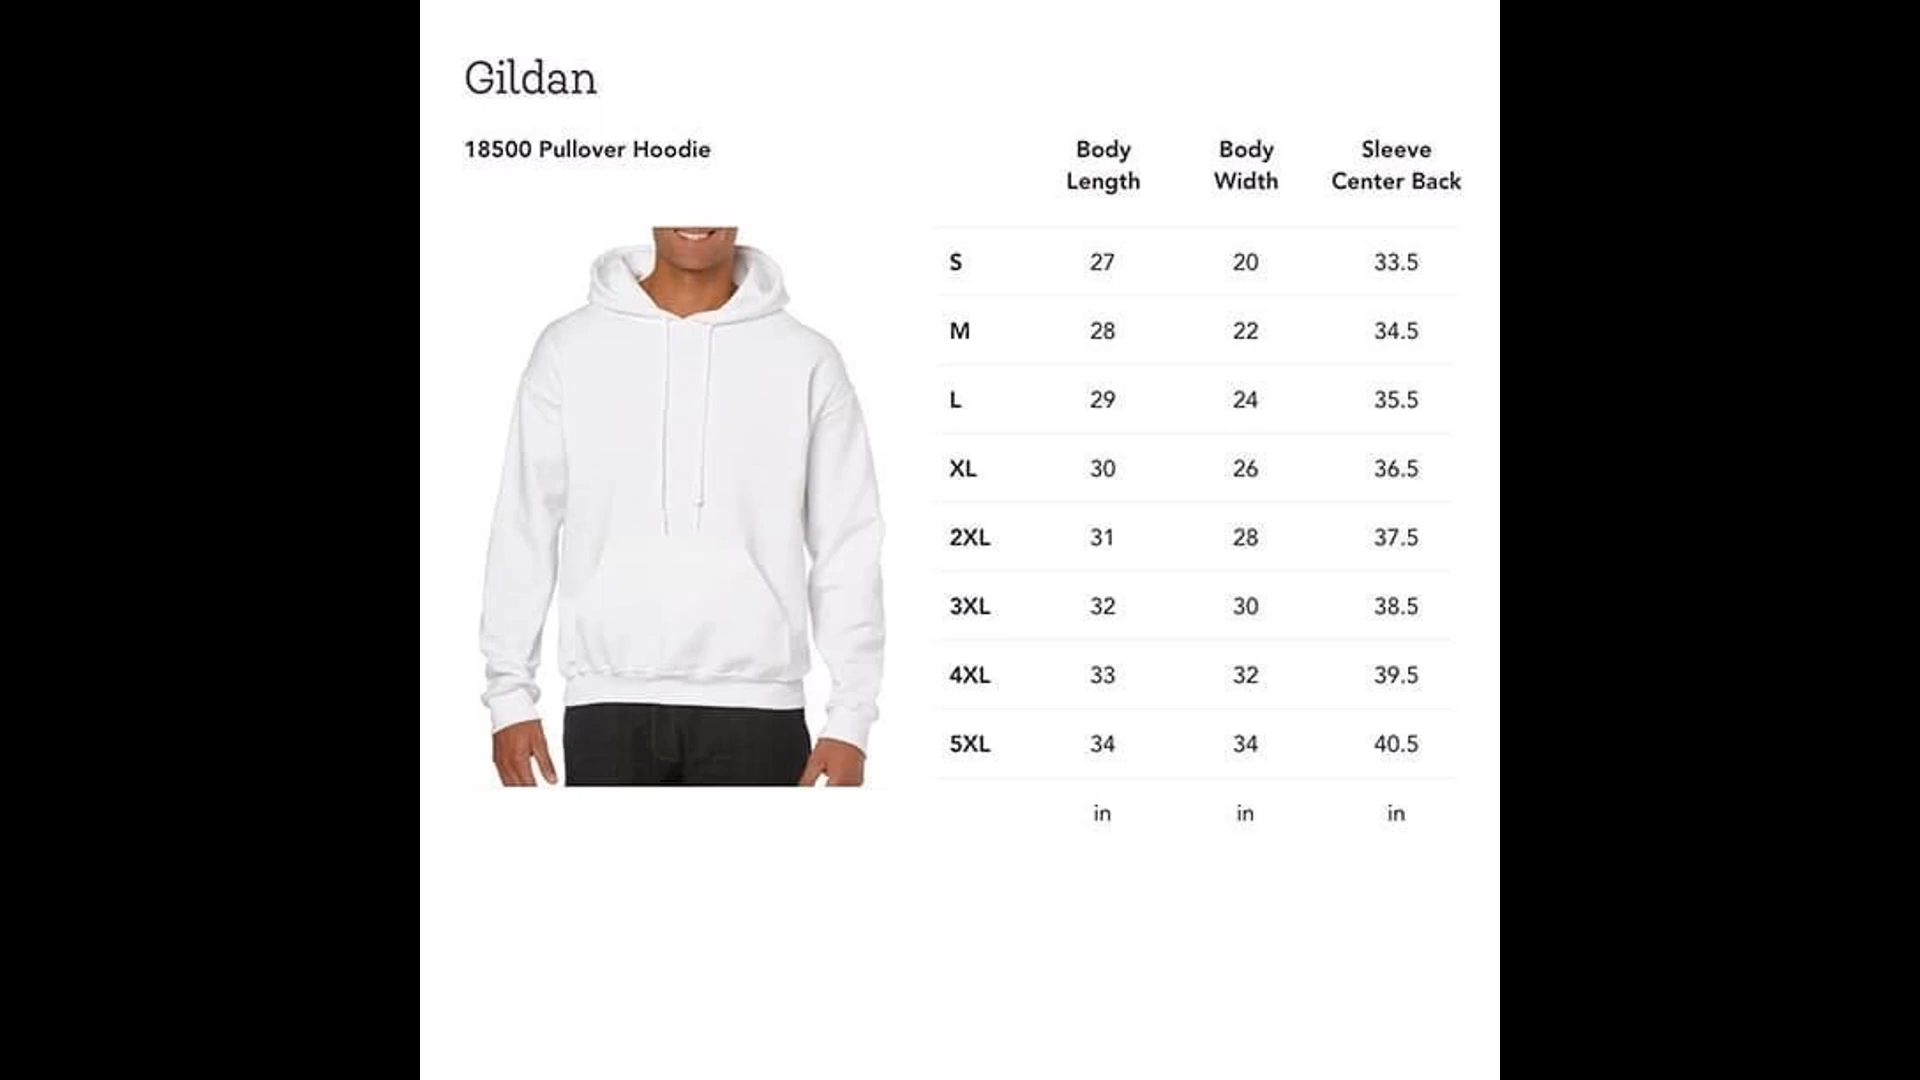 Gildan
18500 Pullover Hoodie
Body Length
Body Width
Sleeve Center Back
S 27 20 33.5
M 28 22 34.5
L 29 24 35.5
XL 30 26 36.5
2XL 31 28 37.5
3XL 32 30 38.5
4XL 33 32 39.5
5XL 34 34 40.5
in in in